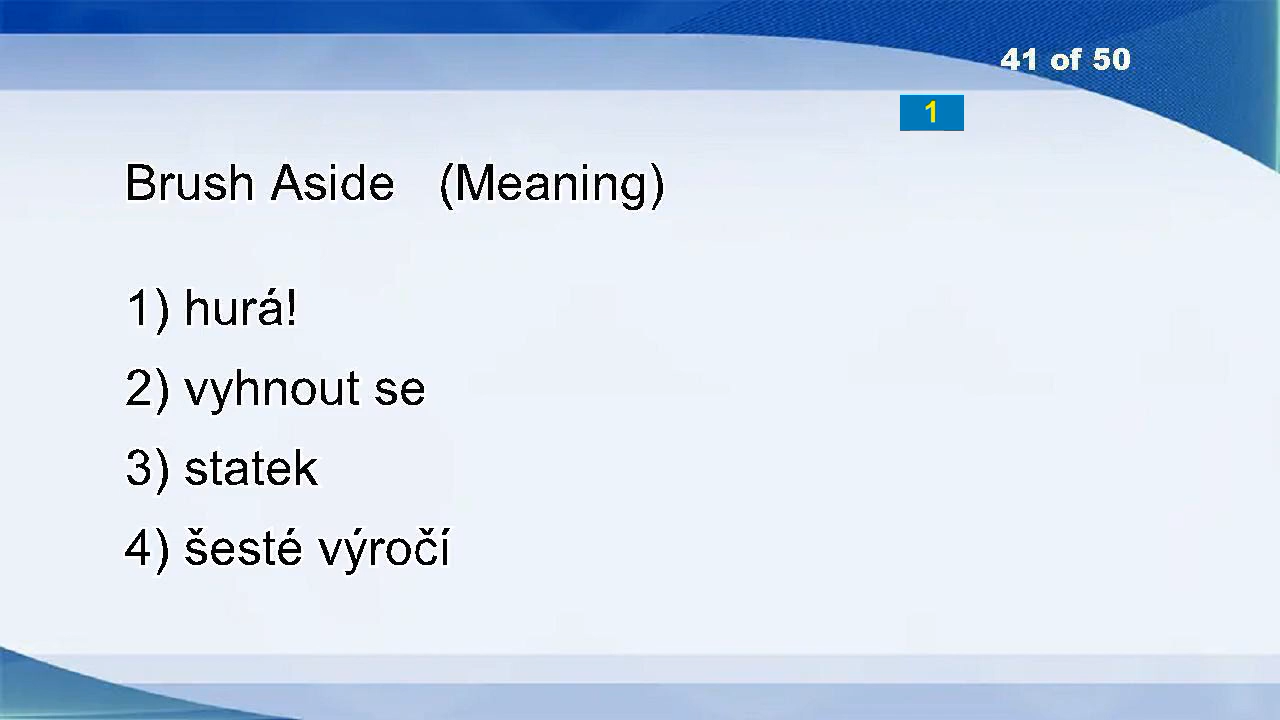 41 of 50
1
Brush Aside (Meaning)
1) hurá!
2) vyhnout se
3) statek
4) šesté výročí